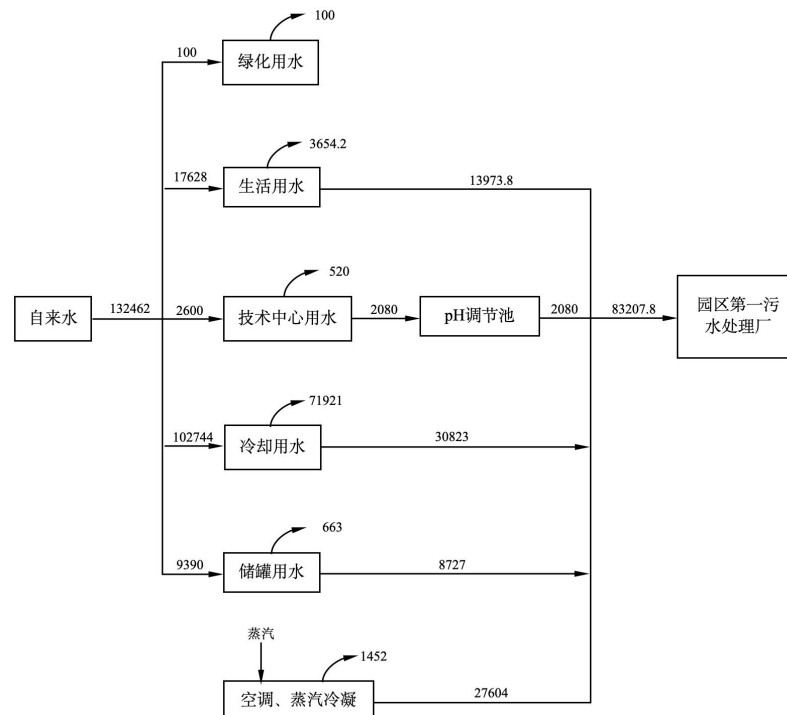 100
100
绿化用水
3654.2
17628
生活用水
13973.8
520
自来水
132462
2600
技术中心用水
2080
pH调节池
2080
83207.8
园区第一污
水处理厂
71921
102744
冷却用水
30823
663
9390
储罐用水
8727
蒸汽
1452
空调、蒸汽冷凝
27604